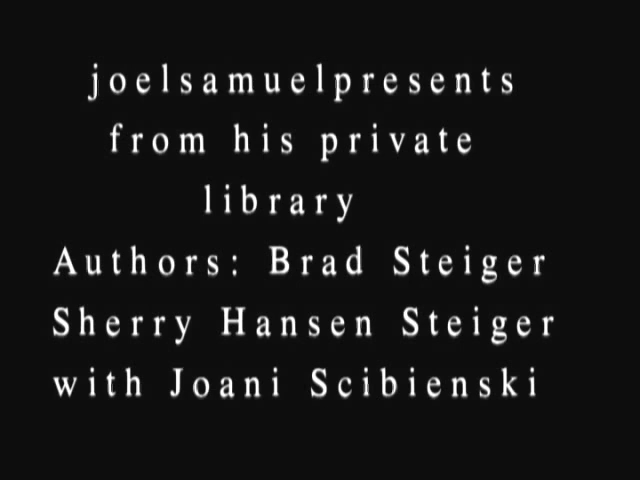 joelsamuelpresents
from his private
library
Authors: Brad Steiger
Sherry Hansen Steiger
with Joani Scibienski